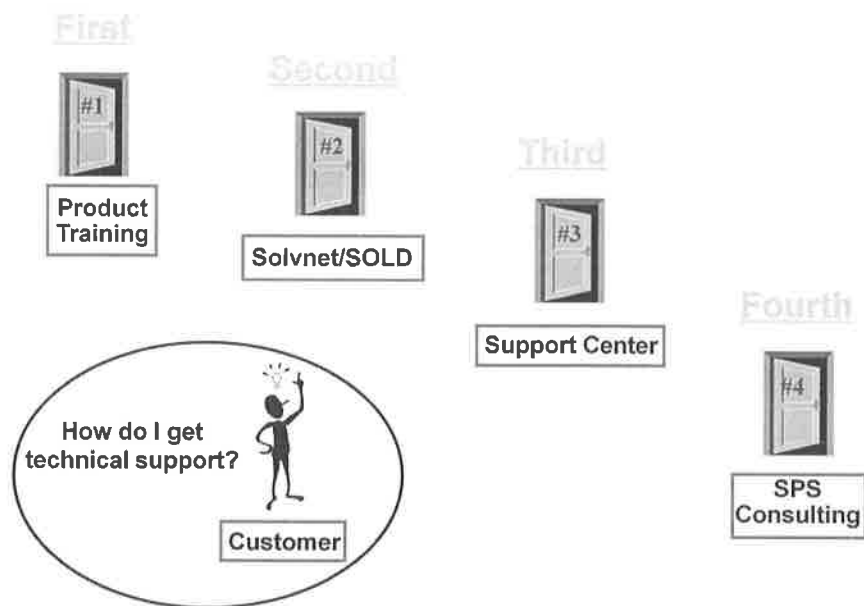 First
#1
Product
Training
Second
#2
Solvnet/SOLD
Third
#3
Support Center
Fourth
#4
SPS
Consulting
How do I get
technical support?
Customer